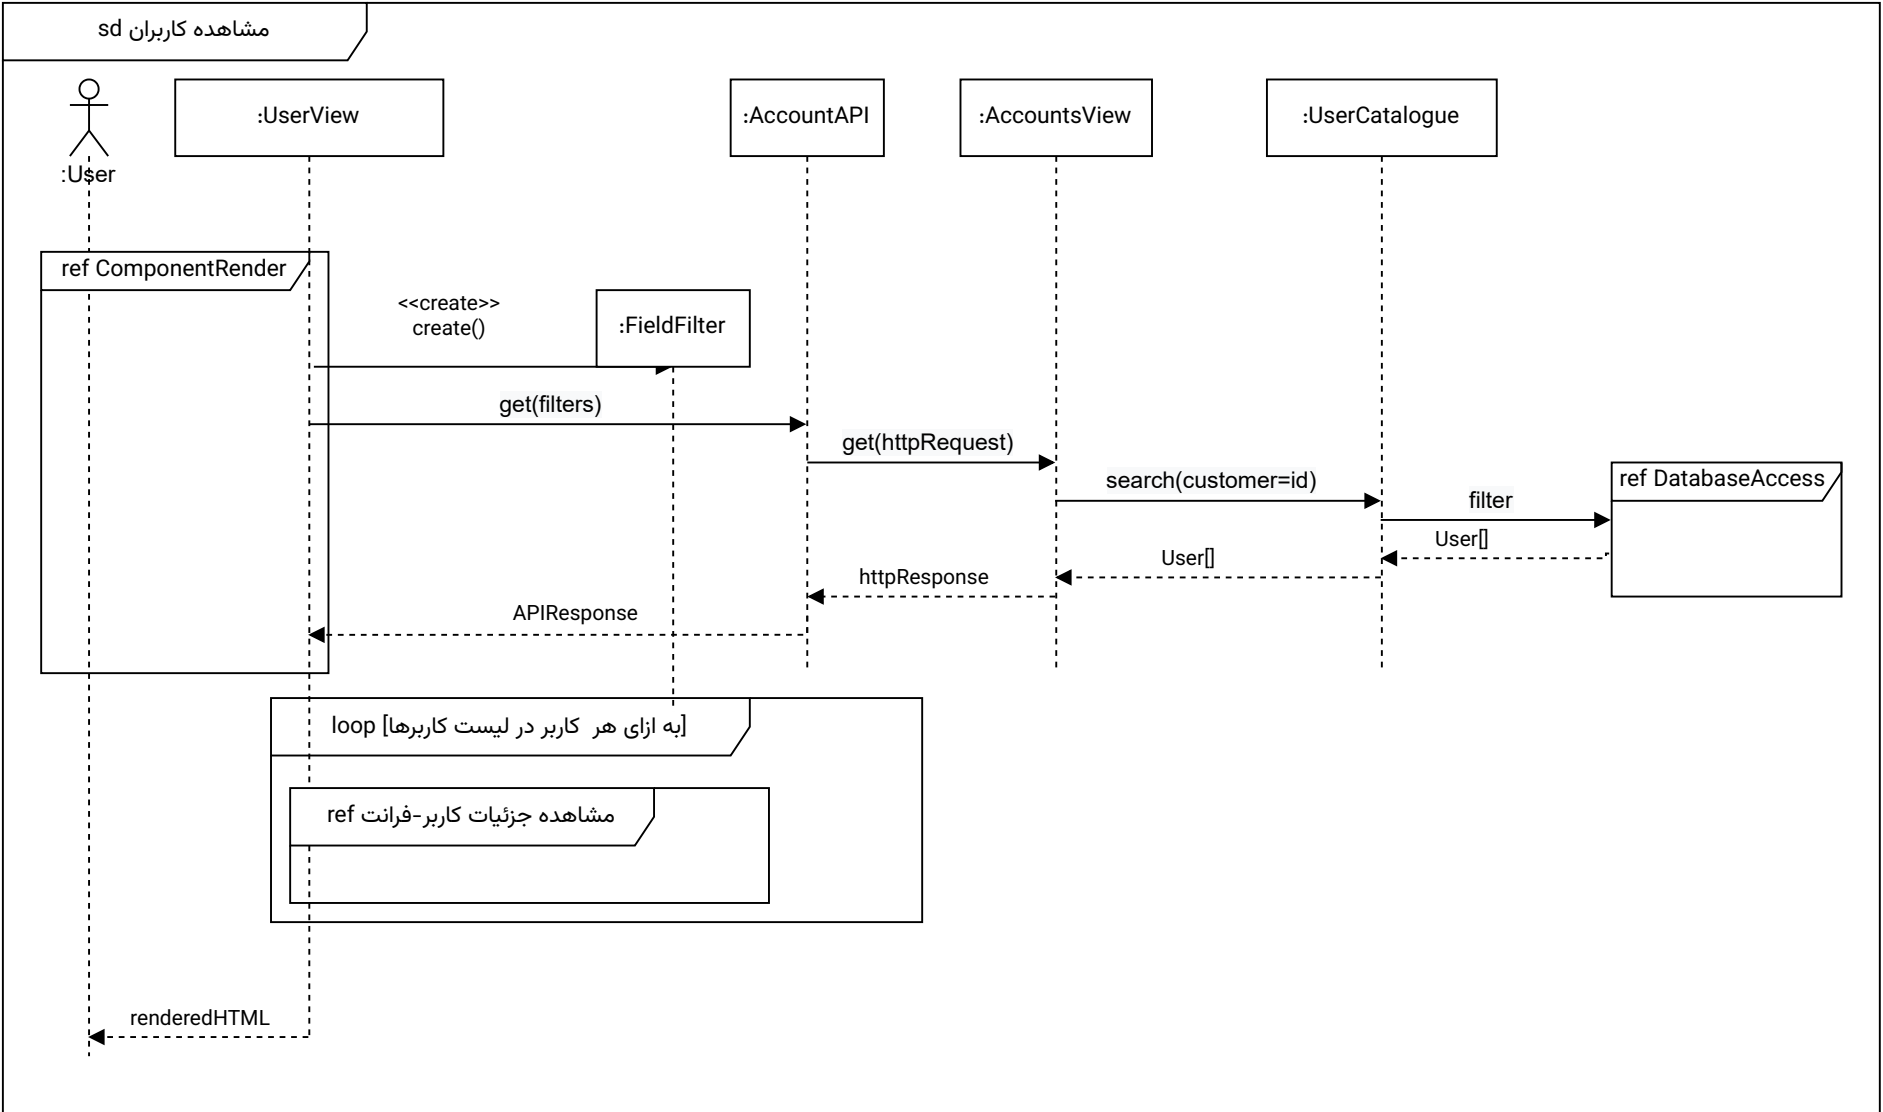 sd مشاهده کاربران
:User
:UserView
:AccountAPI
:AccountsView
:UserCatalogue
ref ComponentRender
<<create>>
create()
:FieldFilter
get(filters)
get(httpRequest)
search(customer=id)
filter
ref DatabaseAccess
User[]
User[]
httpResponse
APIResponse
loop [به ازای هر  کاربر در لیست کاربرها]
ref مشاهده جزئیات کاربر-فرانت
renderedHTML